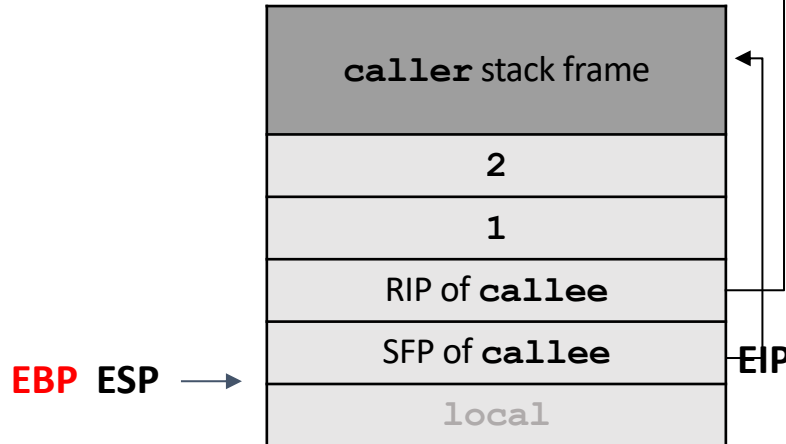 caller stack frame
2
1
RIP of callee
SFP of callee
EIP
EBP ESP
local